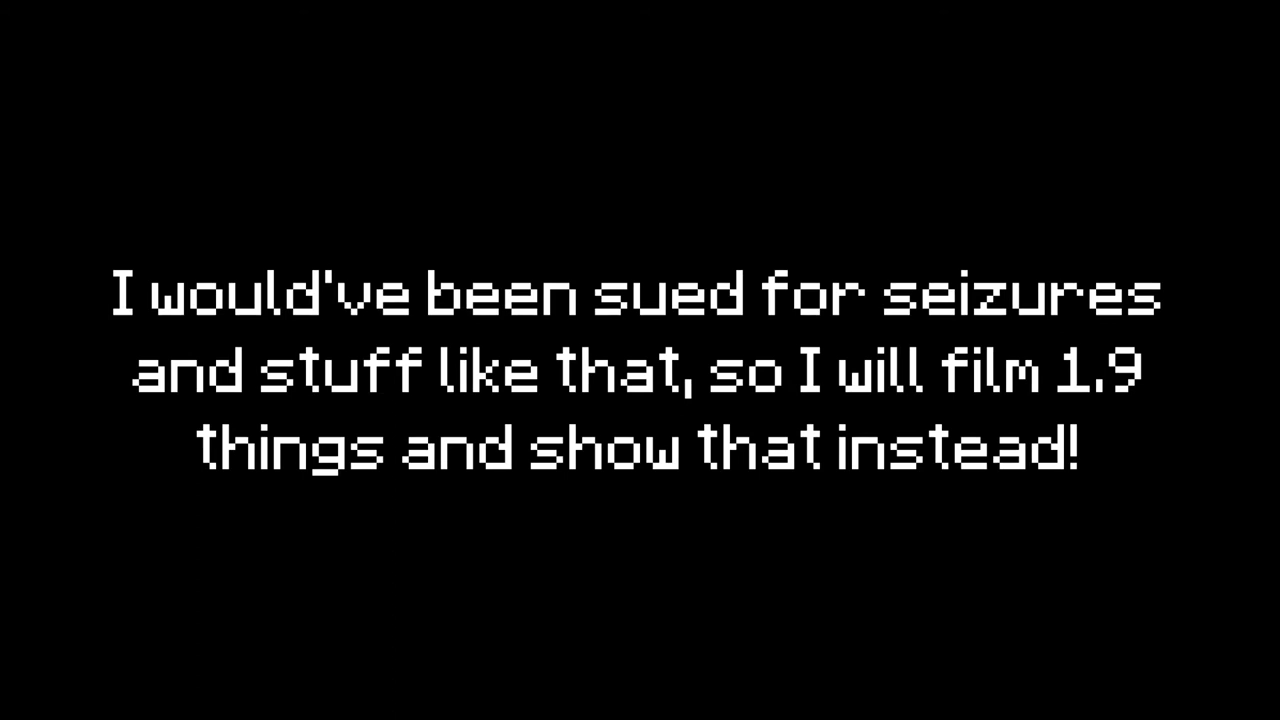 I would've been sued for seizures
and stuff like that, so I will film 1.9
things and show that instead!